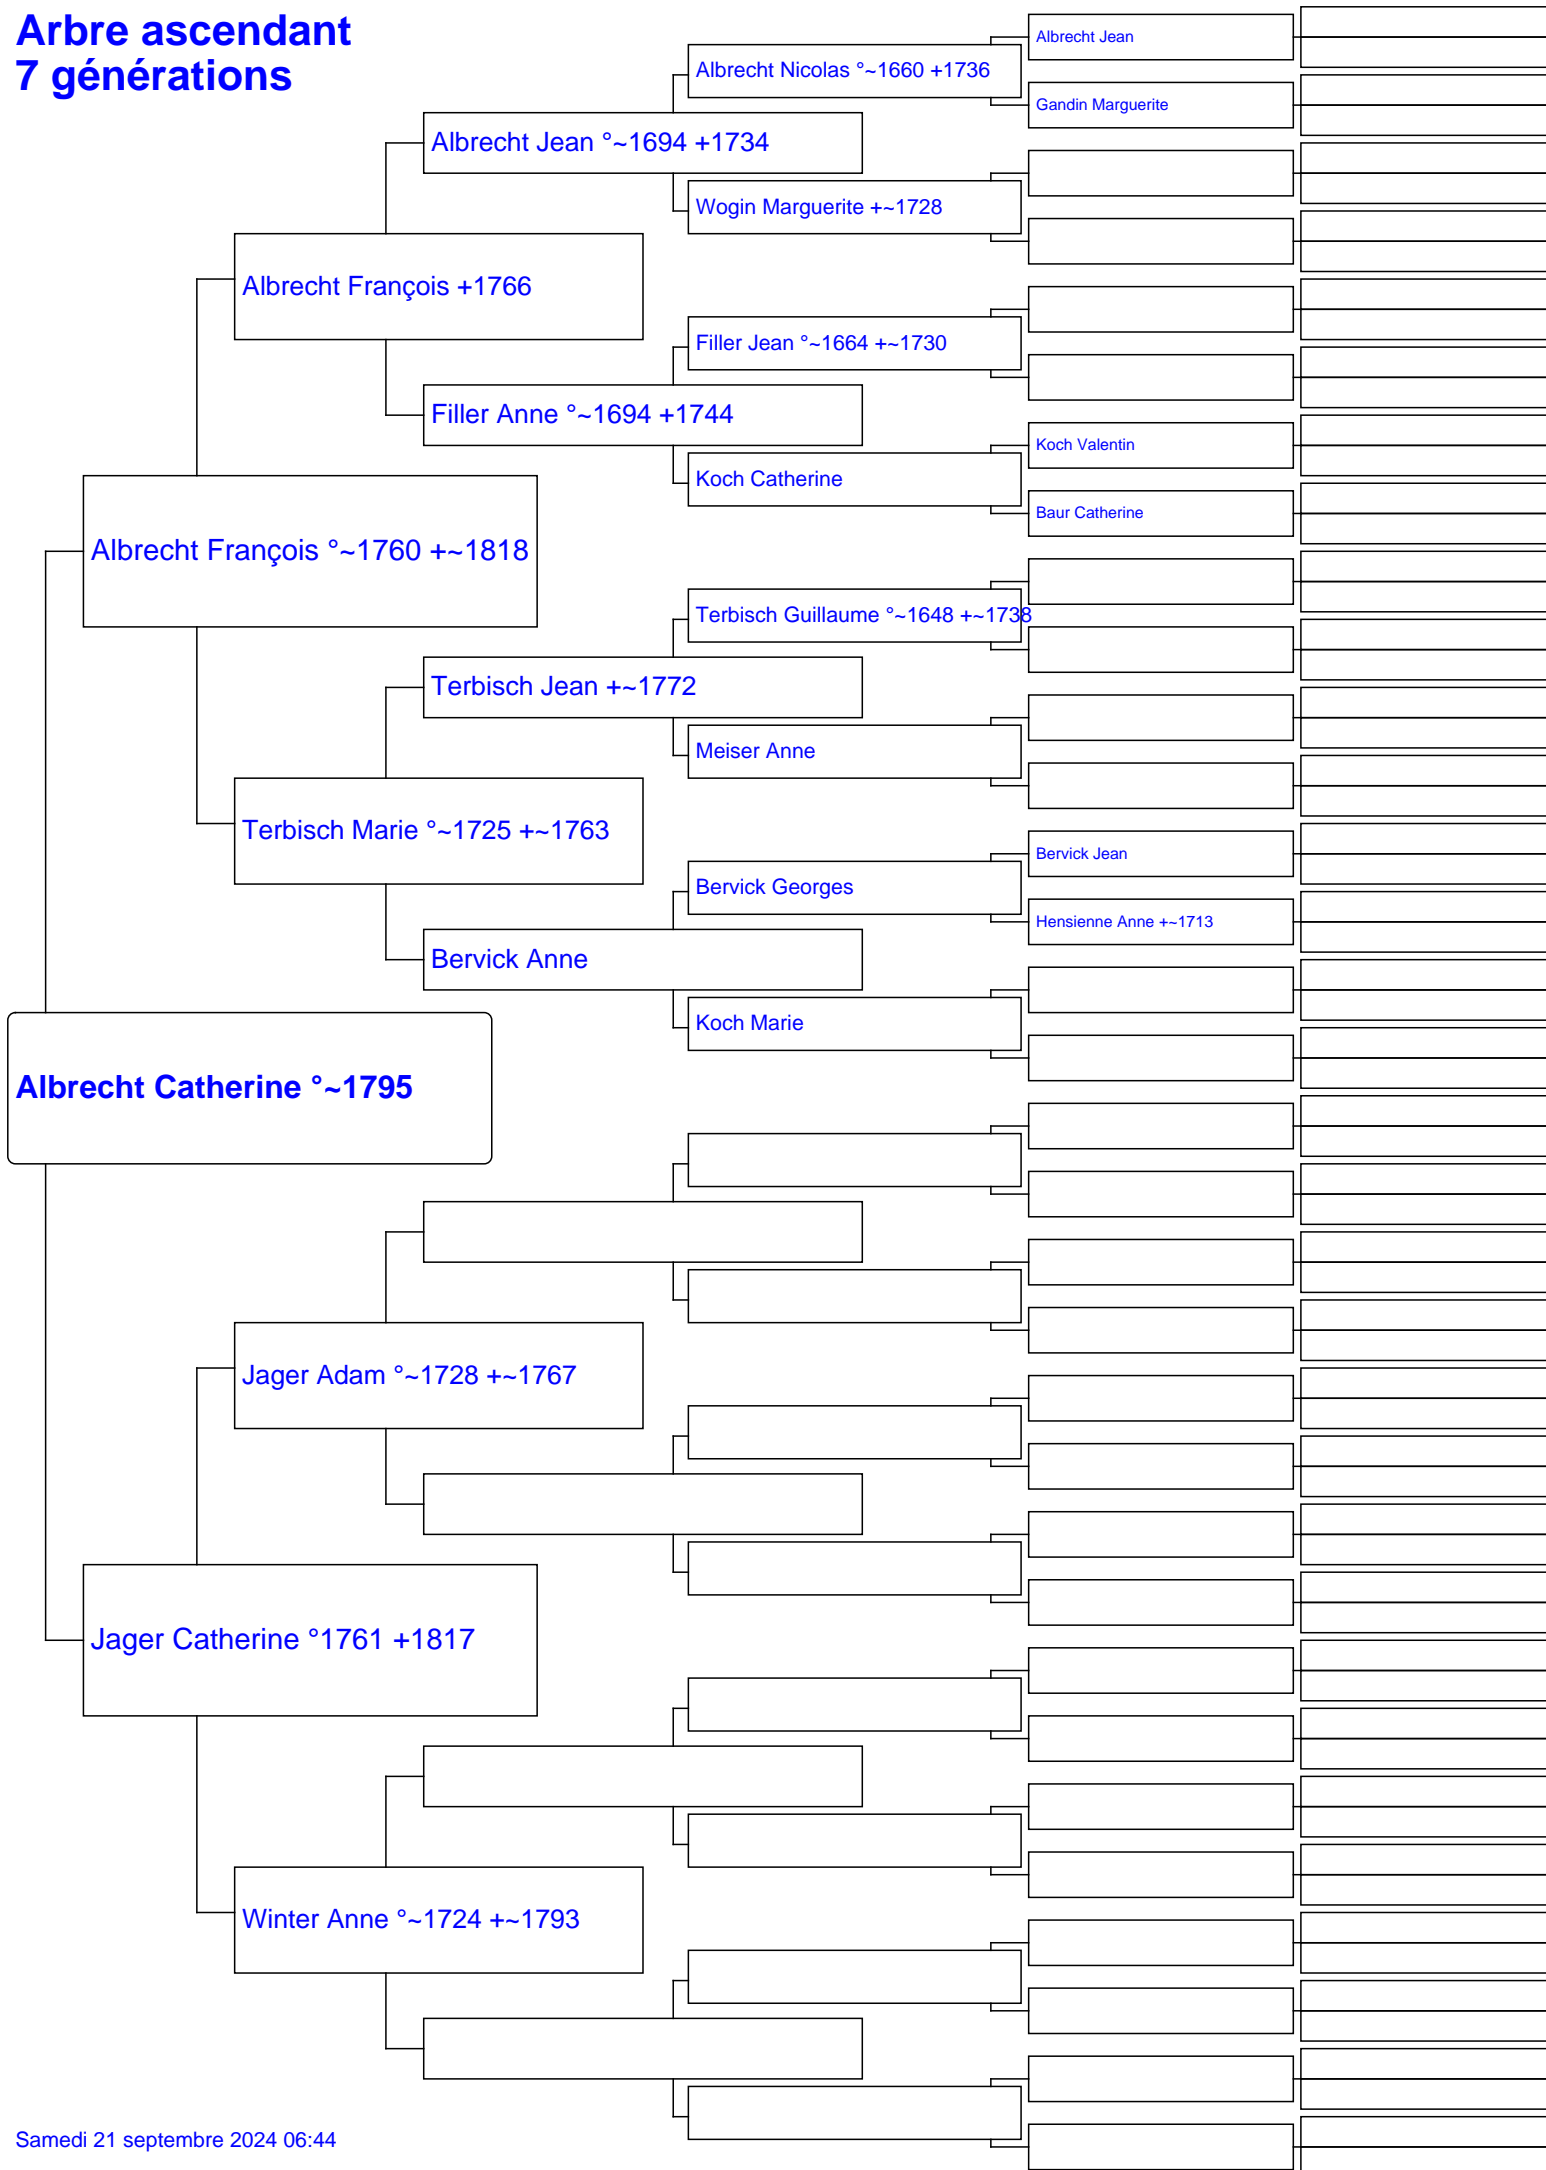 Arbre ascendant
7 générations
Albrecht Jean
Albrecht Nicolas °~1660 +1736
Gandin Marguerite
Albrecht Jean °~1694 +1734
Wogin Marguerite +~1728
Albrecht François +1766
Filler Jean °~1664 +~1730
Filler Anne °~1694 +1744
Koch Valentin
Koch Catherine
Baur Catherine
Albrecht François °~1760 +~1818
Terbisch Guillaume °~1648 +~1738
Terbisch Jean +~1772
Meiser Anne
Terbisch Marie °~1725 +~1763
Bervick Jean
Bervick Georges
Hensienne Anne +~1713
Bervick Anne
Koch Marie
Albrecht Catherine °~1795
Jager Adam °~1728 +~1767
Jager Catherine °1761 +1817
Winter Anne °~1724 +~1793
Samedi 21 septembre 2024 06:44